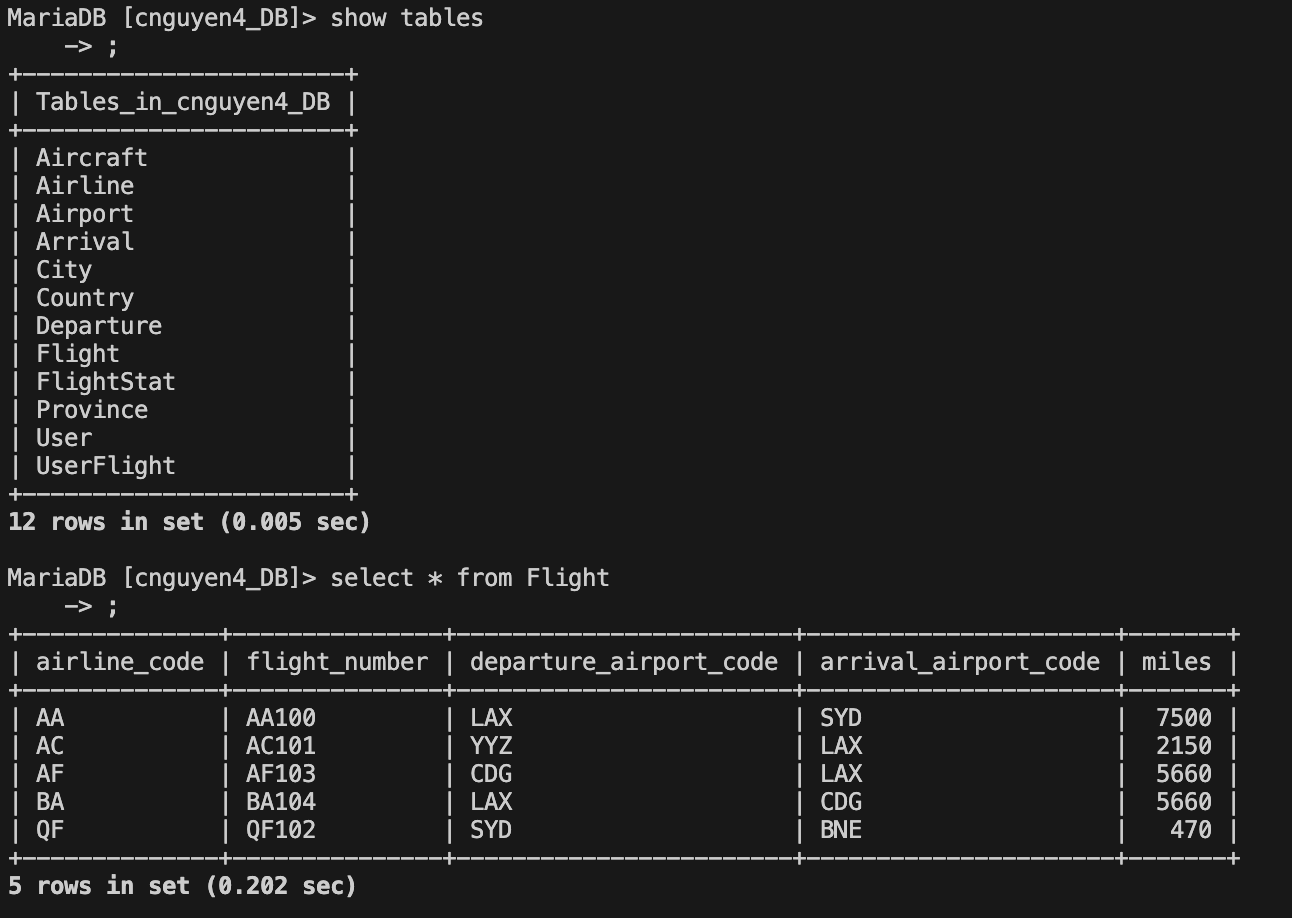 MariaDB [cnguyen4_DB]> show tables
    -> ;
+-----------------------+
| Tables_in_cnguyen4_DB |
+-----------------------+
| Aircraft              |
| Airline               |
| Airport               |
| Arrival               |
| City                  |
| Country               |
| Departure             |
| Flight                |
| FlightStat            |
| Province              |
| User                  |
| UserFlight            |
+-----------------------+
12 rows in set (0.005 sec)

MariaDB [cnguyen4_DB]> select * from Flight
    -> ;
+--------------+---------------+------------------------+----------------------+-------+
| airline_code | flight_number | departure_airport_code | arrival_airport_code | miles |
+--------------+---------------+------------------------+----------------------+-------+
| AA           | AA100         | LAX                    | SYD                  |  7500 |
| AC           | AC101         | YYZ                    | LAX                  |  2150 |
| AF           | AF103         | CDG                    | LAX                  |  5660 |
| BA           | BA104         | LAX                    | CDG                  |  5660 |
| QF           | QF102         | SYD                    | BNE                  |   470 |
+--------------+---------------+------------------------+----------------------+-------+
5 rows in set (0.202 sec)